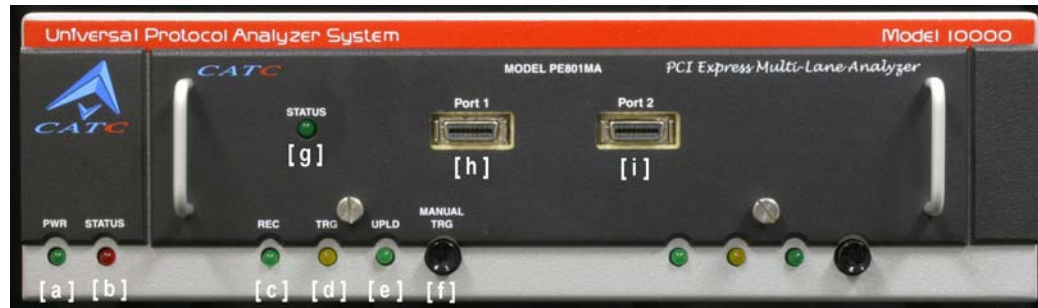 Universal Protocol Analyzer System Model 10000
CATC MODEL PE801MA PCI Express Multi-Lane Analyzer
CATC
STATUS Port 1 Port 2
[g] [h] [i]
PWR STATUS REC TRG UPLD MANUAL TRG
[a] [b] [c] [d] [e] [f]